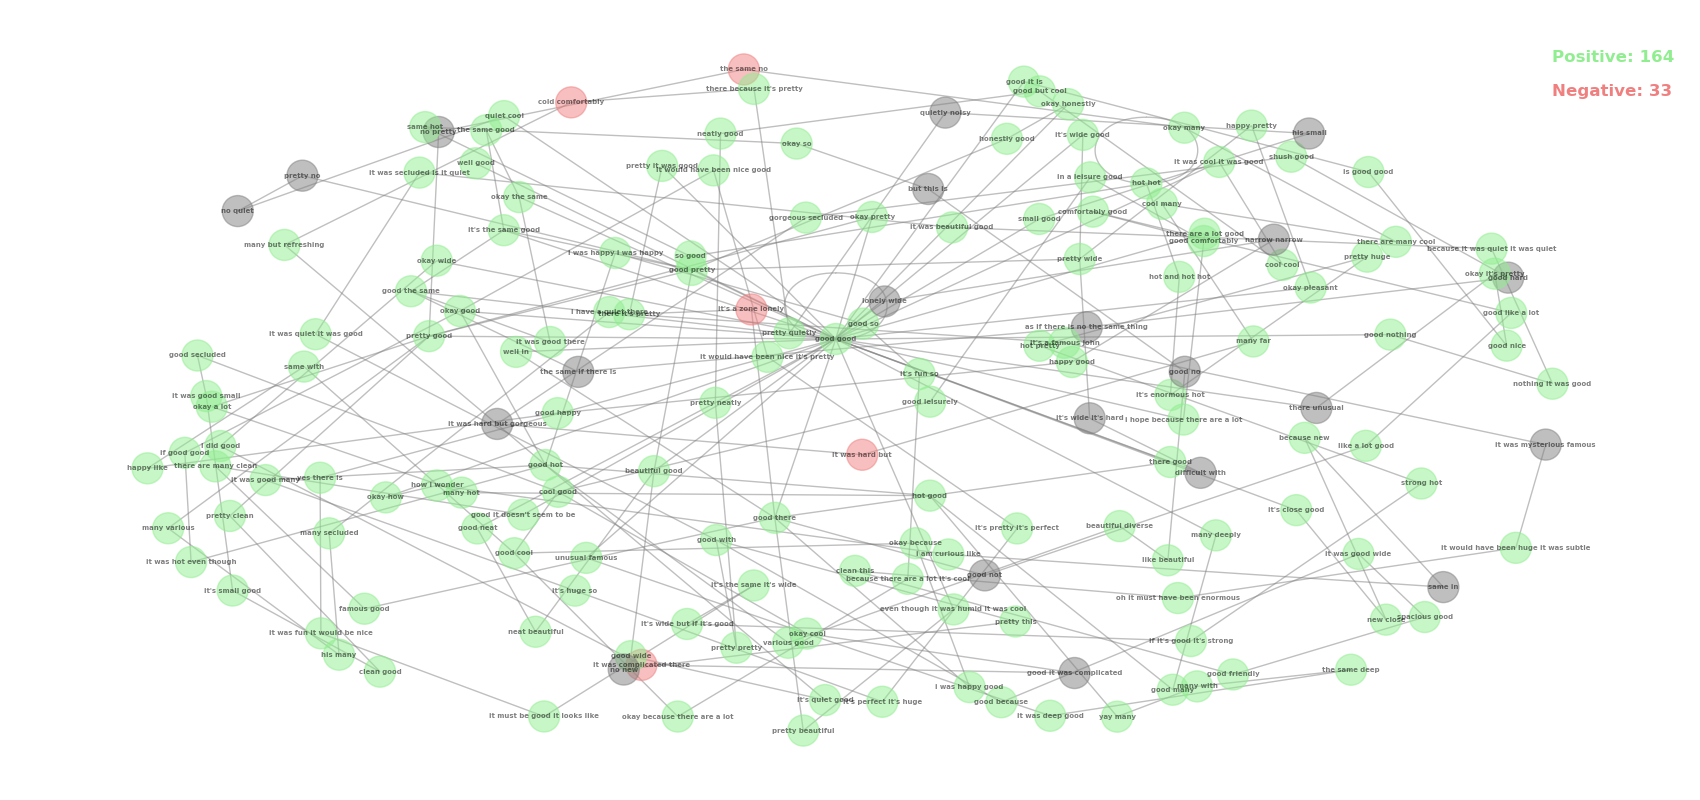 Positive: 164
the same no
there because it's pretty
good it is
good but cool
Negative: 33
cold comfortably
okay honestly
quiet cool
quietly noisy
same hot
no pretty
the same good
neatly good
okay so
honestly good
it's wide good
okay many
happy pretty
his small
well good
pretty it was good
it would have been nice good
it was cool it was good
shush good
it was secluded is it quiet
is good good
pretty no
but this is
in a leisure good
hot hot
okay the same
cool many
no quiet
gorgeous secluded
okay pretty
small good
comfortably good
it was beautiful good
it's the same good
there are a lot good
good comfortably
narrow narrow
there are many cool
many but refreshing
because it was quiet it was quiet
i was happy i was happy
so good
pretty wide
pretty huge
okay wide
good pretty
cool cool
hot and hot hot
okay it's pretty
good hard
good the same
okay pleasant
lonely wide
okay good
i have a quiet there
there it's pretty
it's a zone lonely
good like a lot
good so
as if there is no the same thing
it was quiet it was good
pretty good
pretty quietly
good good
good nothing
it was good there
it's a famous john
hot pretty
many far
good nice
well in
good secluded
it would have been nice it's pretty
happy good
same with
the same if there is
it's fun so
good no
nothing it was good
it was good small
okay a lot
pretty neatly
good leisurely
it's enormous hot
good happy
there unusual
it was hard but gorgeous
it's wide it's hard
i hope because there are a lot
because new
i did good
like a lot good
it was mysterious famous
if good good
it was hard but
happy like
there are many clean
good hot
there good
beautiful good
difficult with
it was good many
yes there is
strong hot
how i wonder
many hot
okay how
cool good
hot good
it's close good
pretty clean
good it doesn't seem to be
good there
many various
good neat
it's pretty it's perfect
beautiful diverse
many secluded
many deeply
good with
okay because
it would have been huge it was subtle
good cool
unusual famous
i am curious like
it was good wide
it was hot even though
like beautiful
clean this
good not
because there are a lot it's cool
it's the same it's wide
same in
it's small good
it's huge so
oh it must have been enormous
famous good
even though it was humid it was cool
new close
spacious good
it's wide but if it's good
pretty this
it was fun it would be nice
neat beautiful
okay cool
various good
if it's good it's strong
pretty pretty
his many
good wide
it was complicated there
no new
clean good
good it was complicated
good friendly
the same deep
i was happy good
good many
many with
it's quiet good
it's perfect it's huge
good because
it must be good it looks like
okay because there are a lot
it was deep good
yay many
pretty beautiful